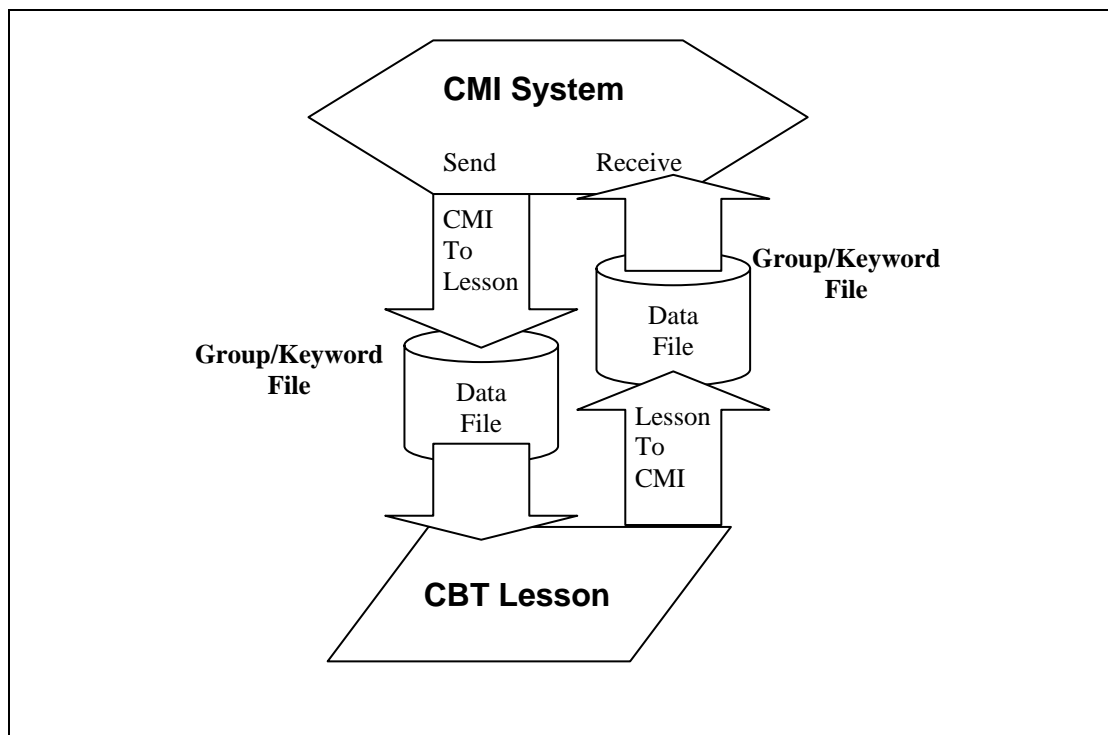 CMI System
Send Receive
CMI
To
Lesson
Group/Keyword
File
Data
File
Group/Keyword
File
Data
File
Lesson
To
CMI
CBT Lesson